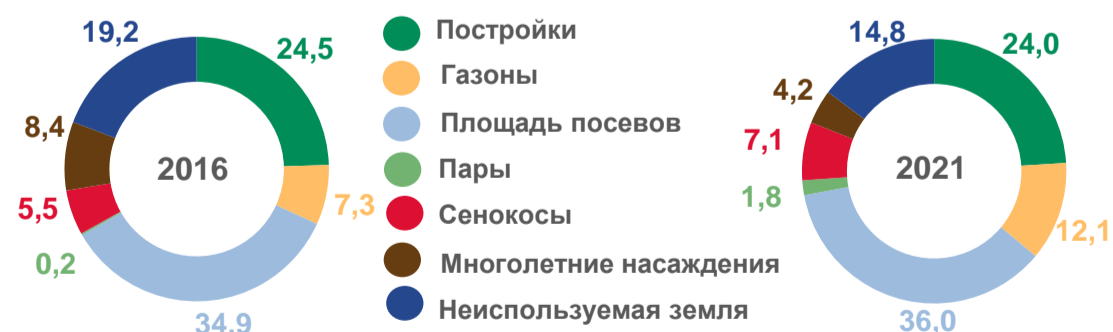 19,2
24,5
8,4
2016
7,3
5,5
0,2
34,9
Постройки
Газоны
Площадь посевов
Пары
Сенокосы
Многолетние насаждения
Неиспользуемая земля
14,8
24,0
4,2
7,1
2021
1,8
12,1
36,0